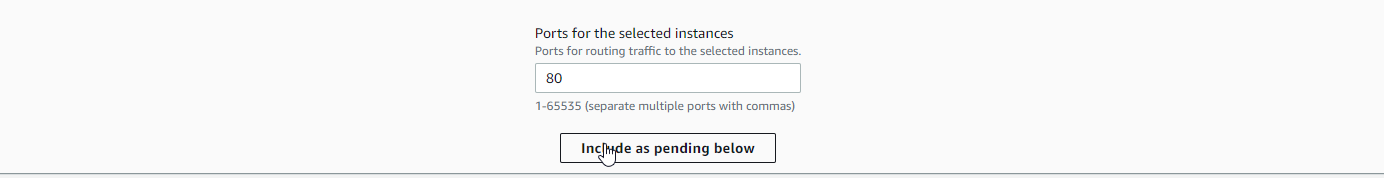 Ports for the selected instances
Ports for routing traffic to the selected instances.
80
1-65535 (separate multiple ports with commas)
Include as pending below